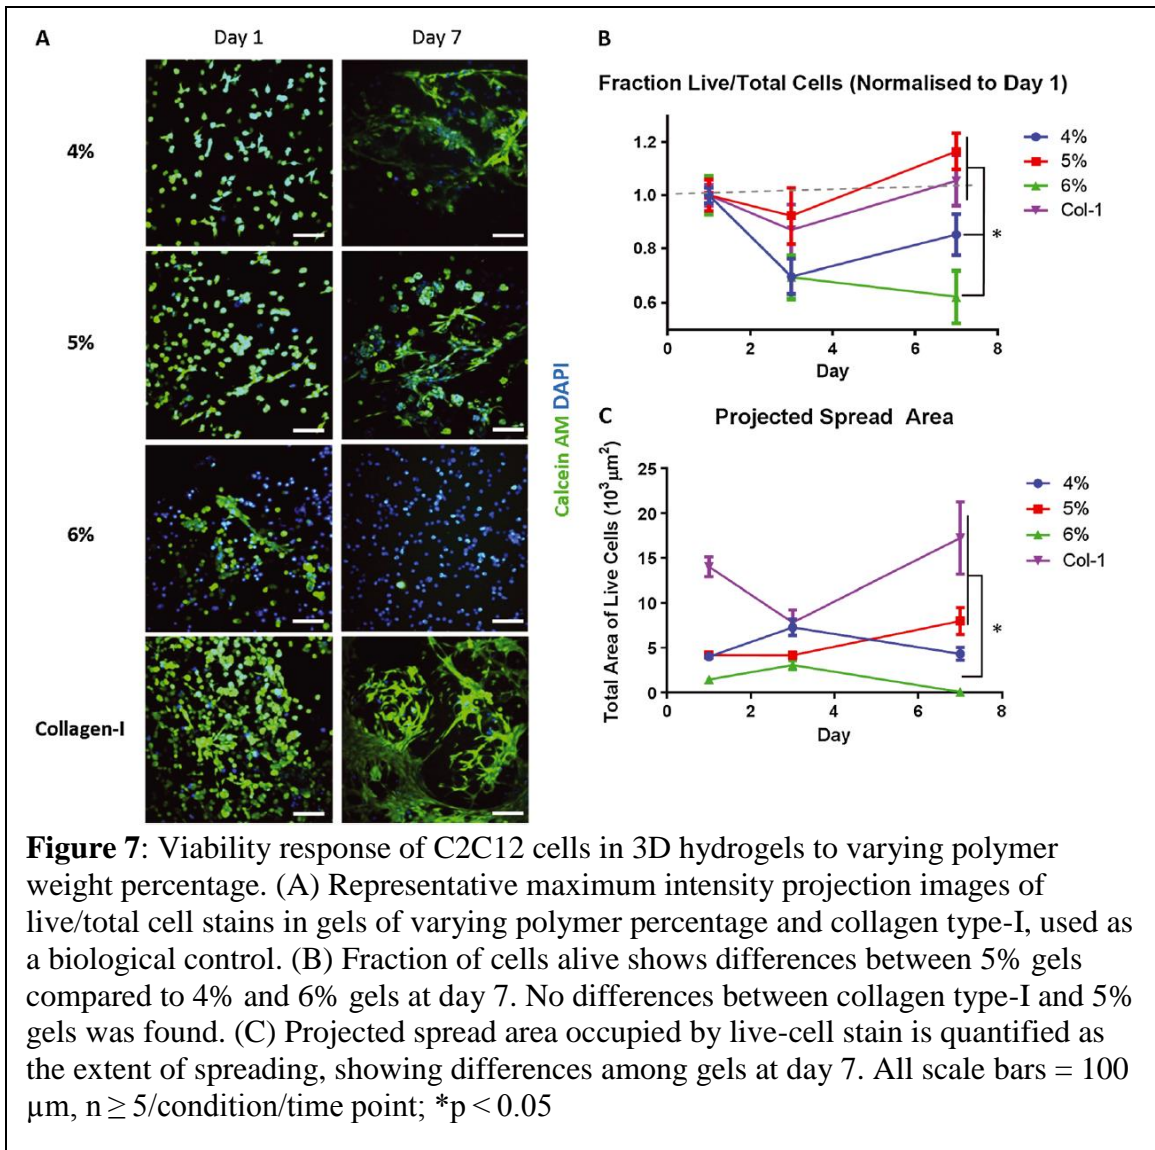 A
Day 1
Day 7
4%
5%
6%
Collagen-I
Calcein AM DAPI
B
Fraction Live/Total Cells (Normalised to Day 1)
1.2
1.0
0.8
0.6
0
2
4
6
8
Day
4%
5%
6%
Col-1
*
C
Projected Spread Area
Total Area of Live Cells (10³µm²)
25
20
15
10
5
0
0
2
4
6
8
Day
4%
5%
6%
Col-1
*
Figure 7: Viability response of C2C12 cells in 3D hydrogels to varying polymer
weight percentage. (A) Representative maximum intensity projection images of
live/total cell stains in gels of varying polymer percentage and collagen type-I, used as
a biological control. (B) Fraction of cells alive shows differences between 5% gels
compared to 4% and 6% gels at day 7. No differences between collagen type-I and 5%
gels was found. (C) Projected spread area occupied by live-cell stain is quantified as
the extent of spreading, showing differences among gels at day 7. All scale bars = 100
µm, n ≥ 5/condition/time point; *p < 0.05